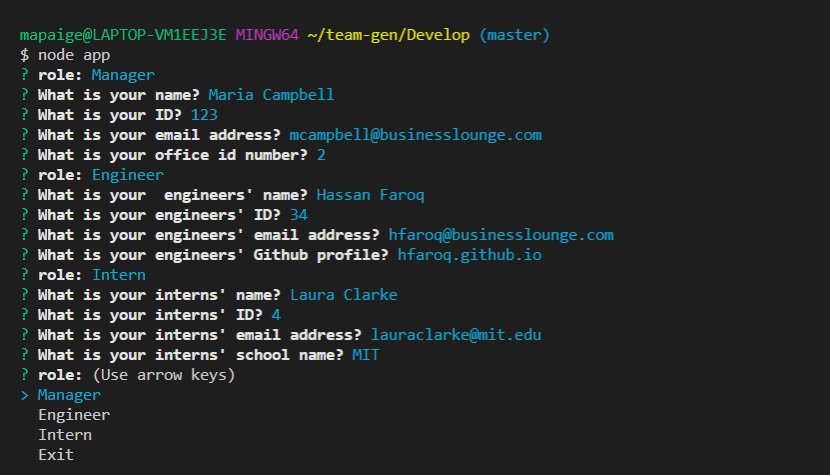 mapaige@LAPTOP-VM1EEJ3E MINGW64 ~/team-gen/Develop (master)
$ node app
? role: Manager
? What is your name? Maria Campbell
? What is your ID? 123
? What is your email address? mcampbell@businesslounge.com
? What is your office id number? 2
? role: Engineer
? What is your  engineers' name? Hassan Faroq
? What is your engineers' ID? 34
? What is your engineers' email address? hfaroq@businesslounge.com
? What is your engineers' Github profile? hfaroq.github.io
? role: Intern
? What is your interns' name? Laura Clarke
? What is your interns' ID? 4
? What is your interns' email address? lauraclarke@mit.edu
? What is your interns' school name? MIT
? role: (Use arrow keys)
> Manager
  Engineer
  Intern
  Exit